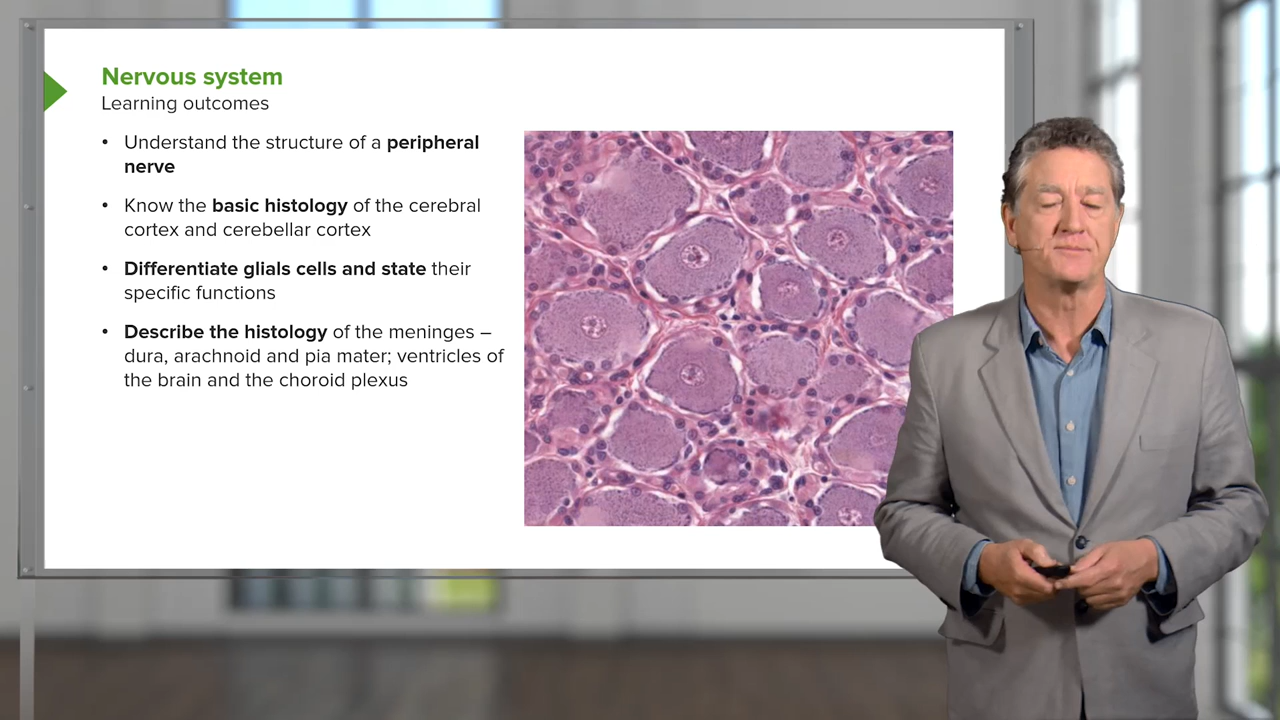 Nervous system
Learning outcomes
• Understand the structure of a peripheral
nerve
• Know the basic histology of the cerebral
cortex and cerebellar cortex
• Differentiate glials cells and state their
specific functions
• Describe the histology of the meninges –
dura, arachnoid and pia mater; ventricles of
the brain and the choroid plexus